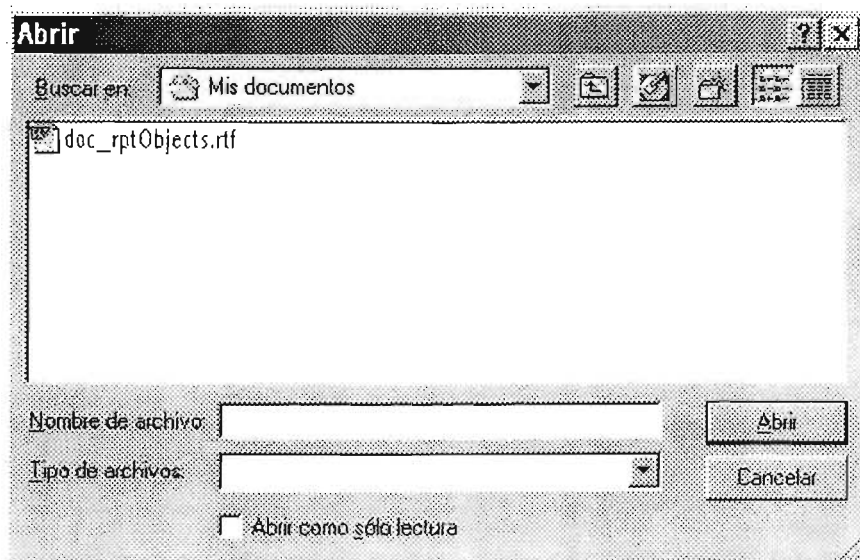 Abrir
Buscar en: Mis documentos
doc_rptObjects.rtf
Nombre de archivo:
Abrir
Tipo de archivos:
Cancelar
Abrir como sólo lectura